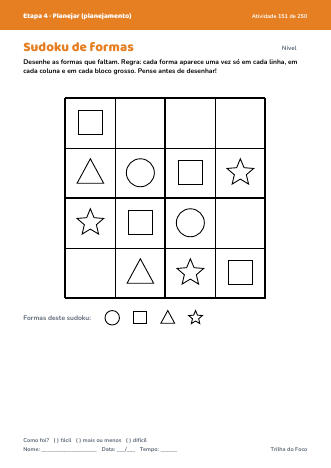 Etapa 4 · Planejar (planejamento)
Atividade 151 de 250
Sudoku de formas
Nível
Desenhe as formas que faltam. Regra: cada forma aparece uma vez só em cada linha, em
cada coluna e em cada bloco grosso. Pense antes de desenhar!
Formas deste sudoku:
Como foi? ( ) fácil ( ) mais ou menos ( ) difícil
Nome: ____________________ Data: ___/___ Tempo: ______
Trilha do Foco